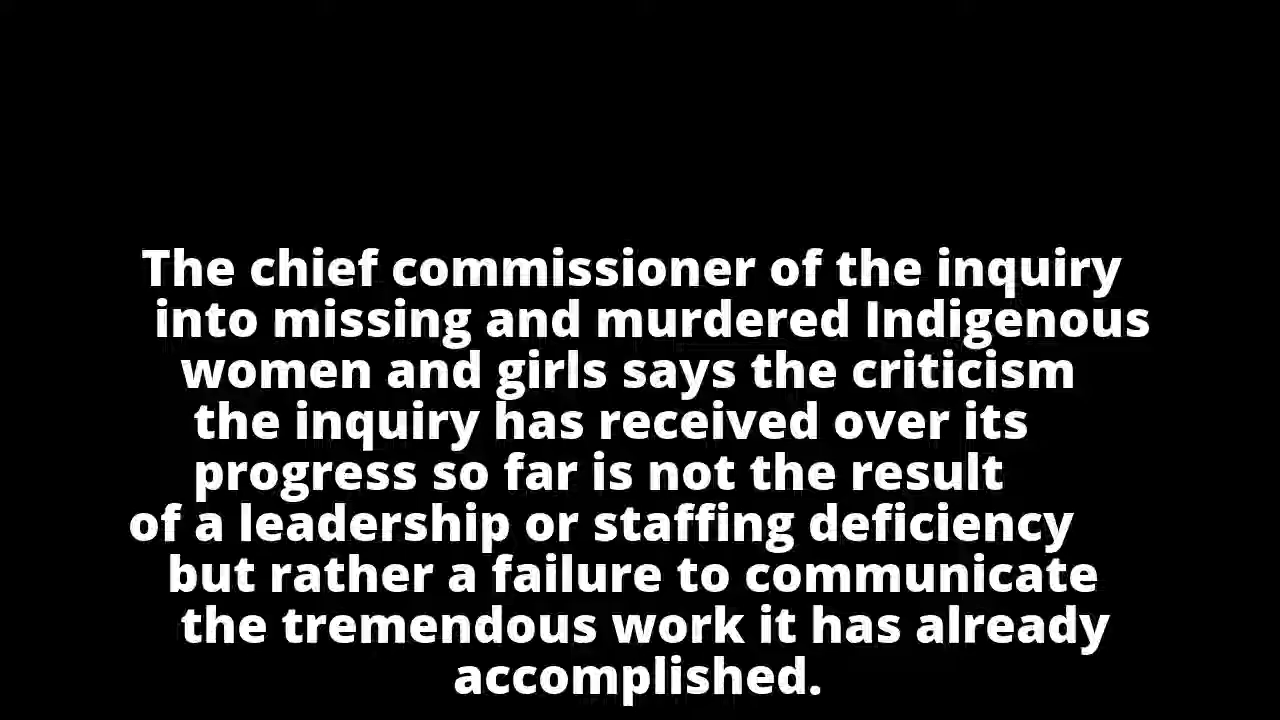 The chief commissioner of the inquiry
into missing and murdered Indigenous
women and girls says the criticism
the inquiry has received over its
progress so far is not the result
of a leadership or staffing deficiency
but rather a failure to communicate
the tremendous work it has already
accomplished.